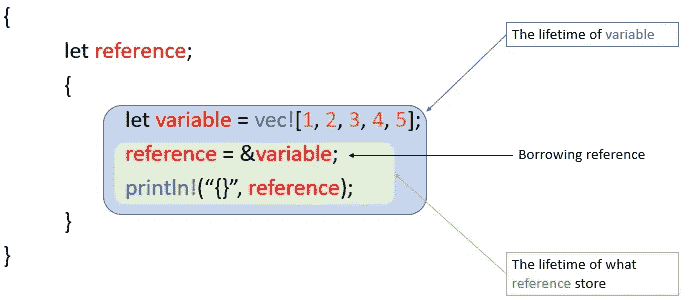 {
let reference;
{
let variable = vec![1, 2, 3, 4, 5];
reference = &variable;
println!(“{}”, reference);
}
}
The lifetime of variable
Borrowing reference
The lifetime of what
reference store